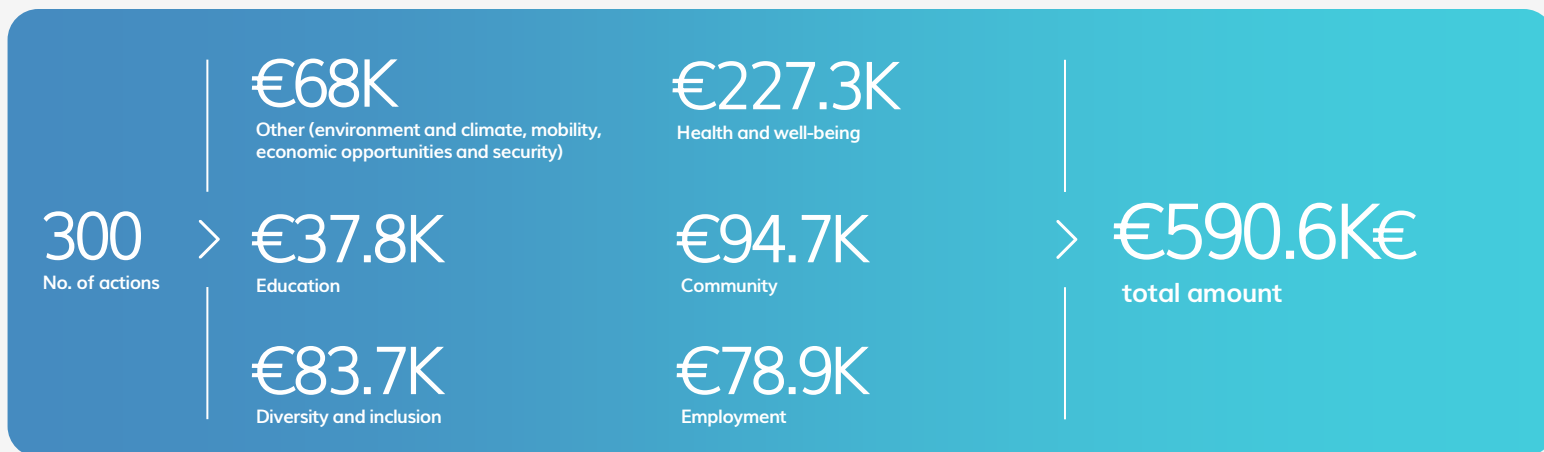 300
No. of actions
€68K
Other (environment and climate, mobility,
economic opportunities and security)
€37.8K
Education
€83.7K
Diversity and inclusion
€227.3K
Health and well-being
€94.7K
Community
€78.9K
Employment
€590.6K€
total amount